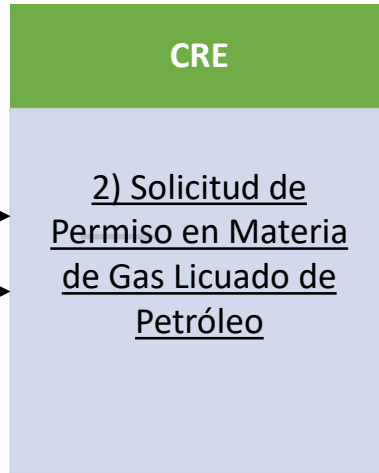 CRE
2) Solicitud de
Permiso en Materia
de Gas Licuado de
Petróleo